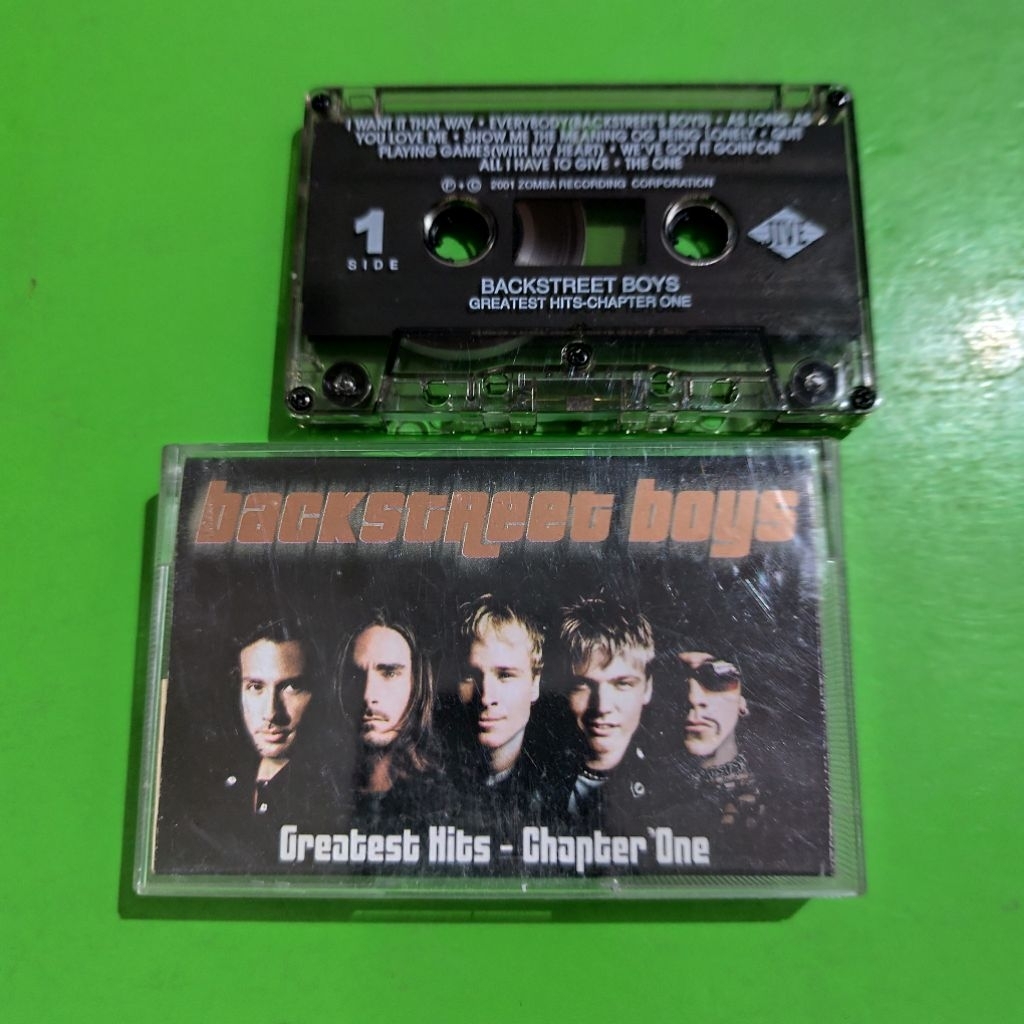 I WANT IT THAT WAY • EVERYBODY(BACKSTREET'S BOYS) • AS LONG AS
YOU LOVE ME • SHOW ME THE MEANING OG BEING LONELY • QUIT
PLAYING GAMES(WITH MY HEART) • WE'VE GOT IT GOIN'ON
ALL I HAVE TO GIVE • THE ONE
Ⓟ + © 2001 ZOMBA RECORDING CORPORATION
1
SIDE
JIVE
BACKSTREET BOYS
GREATEST HITS-CHAPTER ONE
backstreet boys
Greatest Hits - Chapter One